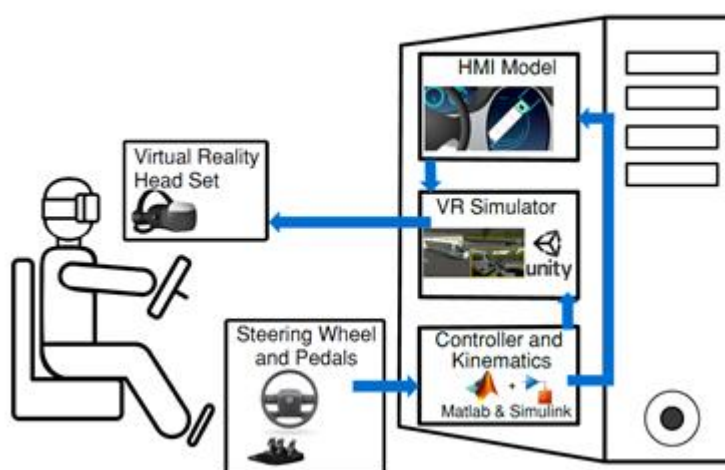 HMI Model
Virtual Reality
Head Set
VR Simulator
unity
Steering Wheel
and Pedals
Controller and
Kinematics
+
Matlab & Simulink